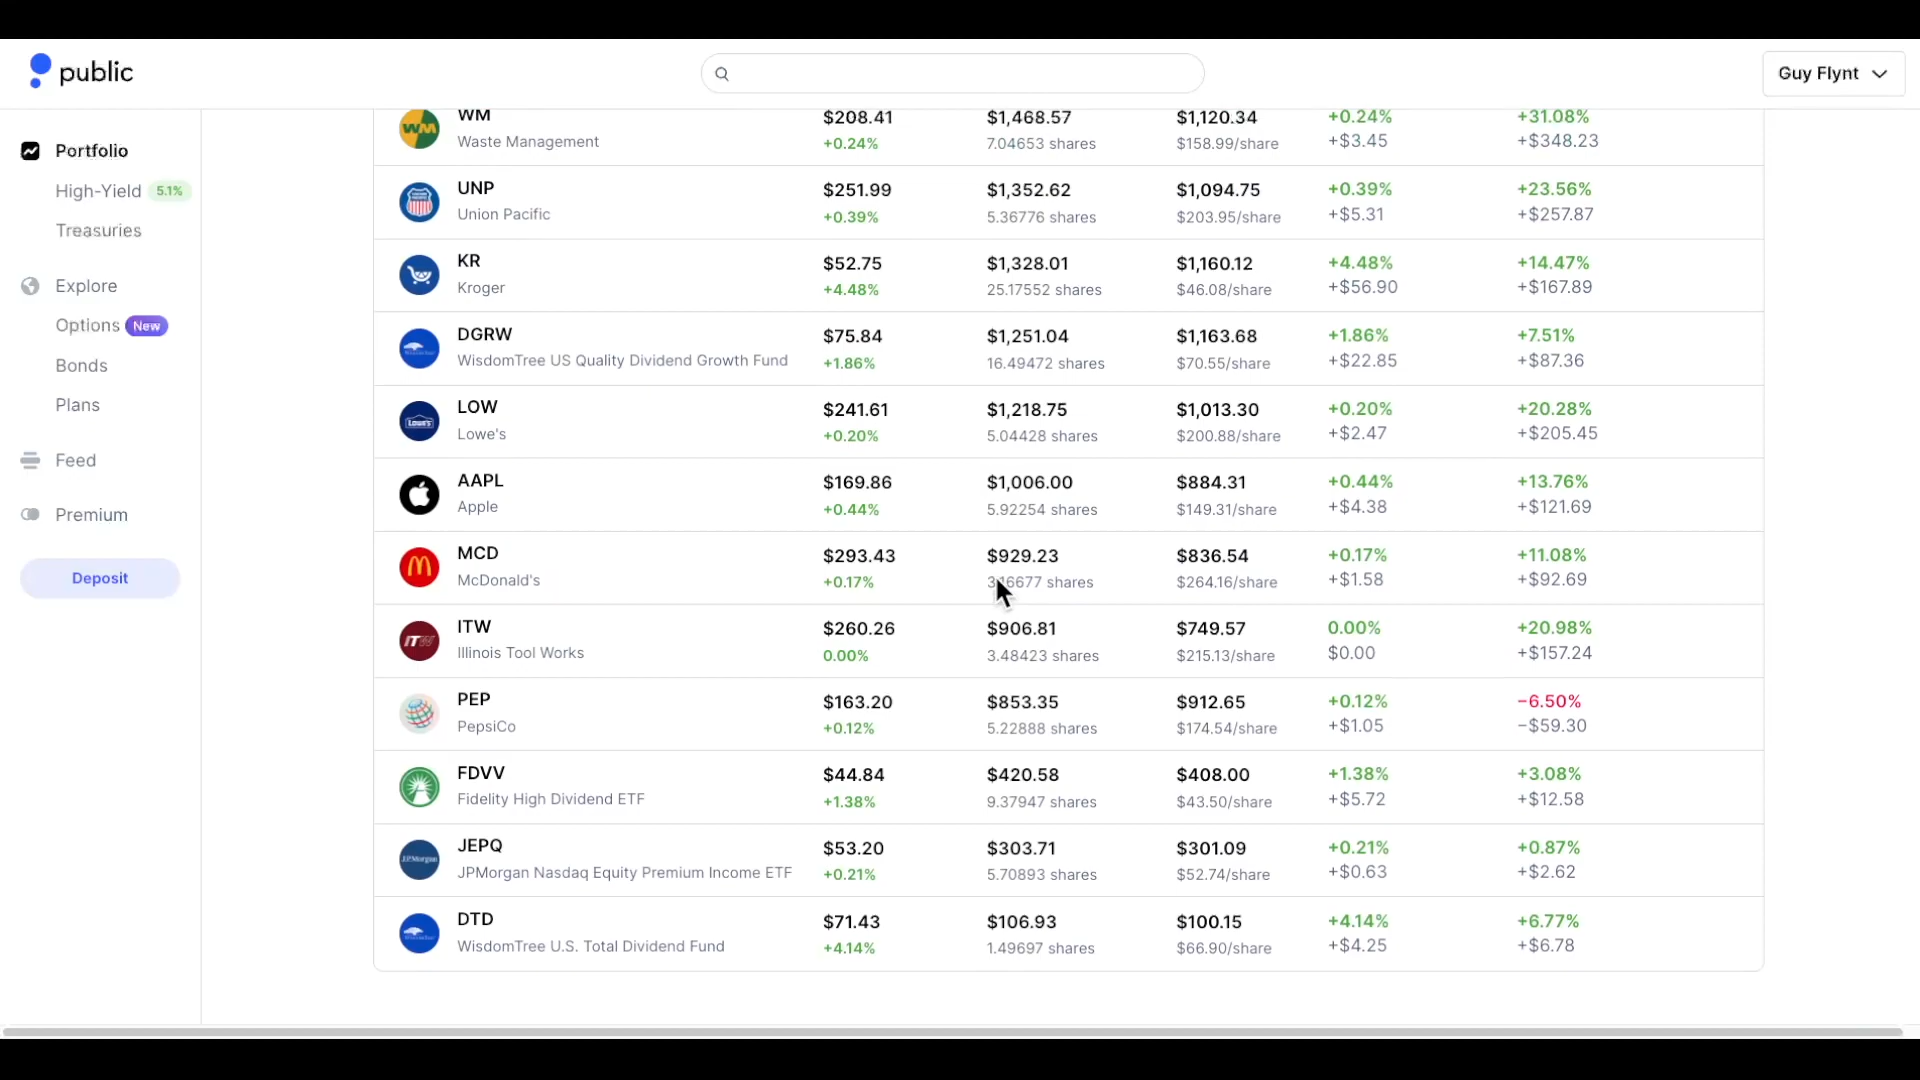 public
Guy Flynt
Portfolio
High-Yield 5.1%
Treasuries
Explore
Options New
Bonds
Plans
Feed
Premium
Deposit
WM $208.41 $1,468.57 $1,120.34 +0.24% +31.08%
Waste Management +0.24% 7.04653 shares $158.99/share +$3.45 +$348.23
UNP $251.99 $1,352.62 $1,094.75 +0.39% +23.56%
Union Pacific +0.39% 5.36776 shares $203.95/share +$5.31 +$257.87
KR $52.75 $1,328.01 $1,160.12 +4.48% +14.47%
Kroger +4.48% 25.17552 shares $46.08/share +$56.90 +$167.89
DGRW $75.84 $1,251.04 $1,163.68 +1.86% +7.51%
WisdomTree US Quality Dividend Growth Fund +1.86% 16.49472 shares $70.55/share +$22.85 +$87.36
LOW $241.61 $1,218.75 $1,013.30 +0.20% +20.28%
Lowe's +0.20% 5.04428 shares $200.88/share +$2.47 +$205.45
AAPL $169.86 $1,006.00 $884.31 +0.44% +13.76%
Apple +0.44% 5.92254 shares $149.31/share +$4.38 +$121.69
MCD $293.43 $929.23 $836.54 +0.17% +11.08%
McDonald's +0.17% shares $264.16/share +$1.58 +$92.69
ITW $260.26 $906.81 $749.57 0.00% +20.98%
Illinois Tool Works 0.00% 3.48423 shares $215.13/share $0.00 +$157.24
PEP $163.20 $853.35 $912.65 +0.12% −6.50%
PepsiCo +0.12% 5.22888 shares $174.54/share +$1.05 −$59.30
FDVV $44.84 $420.58 $408.00 +1.38% +3.08%
Fidelity High Dividend ETF +1.38% 9.37947 shares $43.50/share +$5.72 +$12.58
JEPQ $53.20 $303.71 $301.09 +0.21% +0.87%
JPMorgan Nasdaq Equity Premium Income ETF +0.21% 5.70893 shares $52.74/share +$0.63 +$2.62
DTD $71.43 $106.93 $100.15 +4.14% +6.77%
WisdomTree U.S. Total Dividend Fund +4.14% 1.49697 shares $66.90/share +$4.25 +$6.78